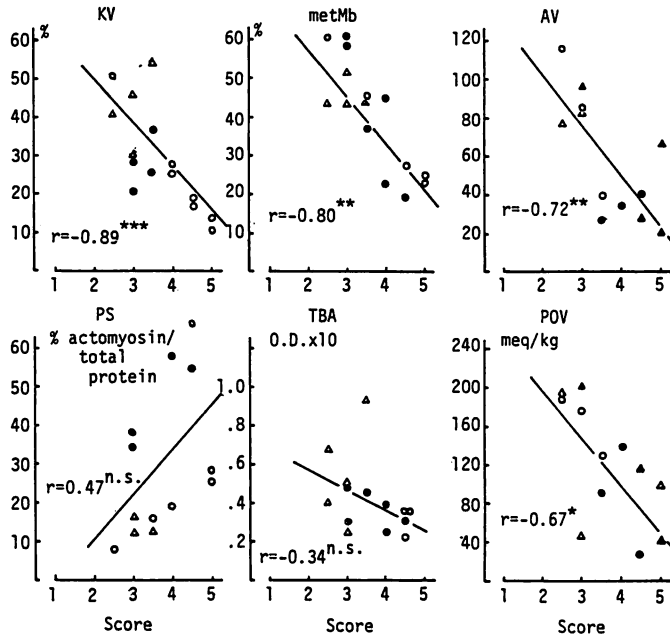 KV
%
60
50
40
30
20
10
r=-0.89***
1 2 3 4 5
metMb
%
60
50
40
30
20
10
r=-0.80**
1 2 3 4 5
AV
120
100
80
60
40
20
r=-0.72**
1 2 3 4 5
PS
% actomyosin/
total
protein
60
50
40
30
20
10
r=0.47n.s.
1 2 3 4 5
Score
TBA
O.D.x10
1.0
.8
.6
.4
.2
r=-0.34n.s.
1 2 3 4 5
Score
POV
meq/kg
240
200
160
120
80
40
r=-0.67*
1 2 3 4 5
Score